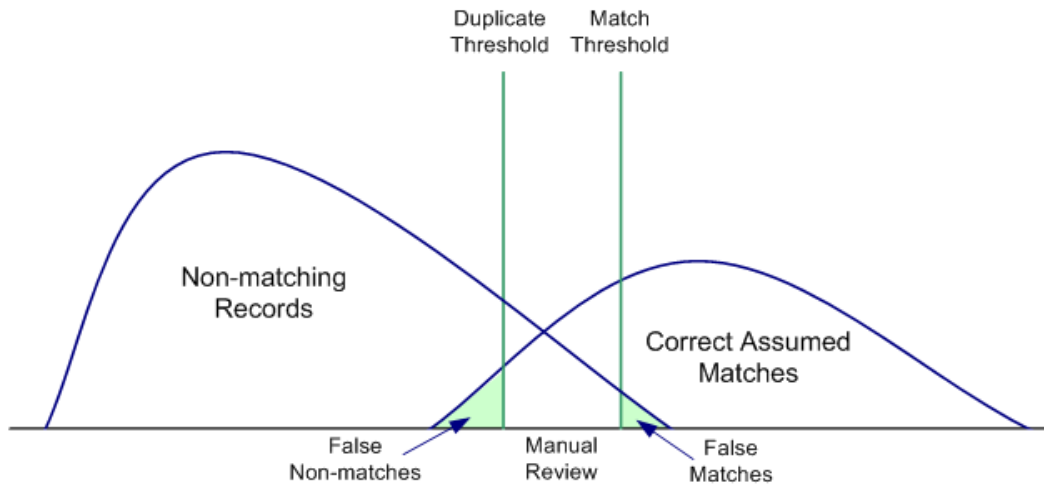 Duplicate
Threshold
Match
Threshold
Non-matching
Records
Correct Assumed
Matches
False
Non-matches
Manual
Review
False
Matches